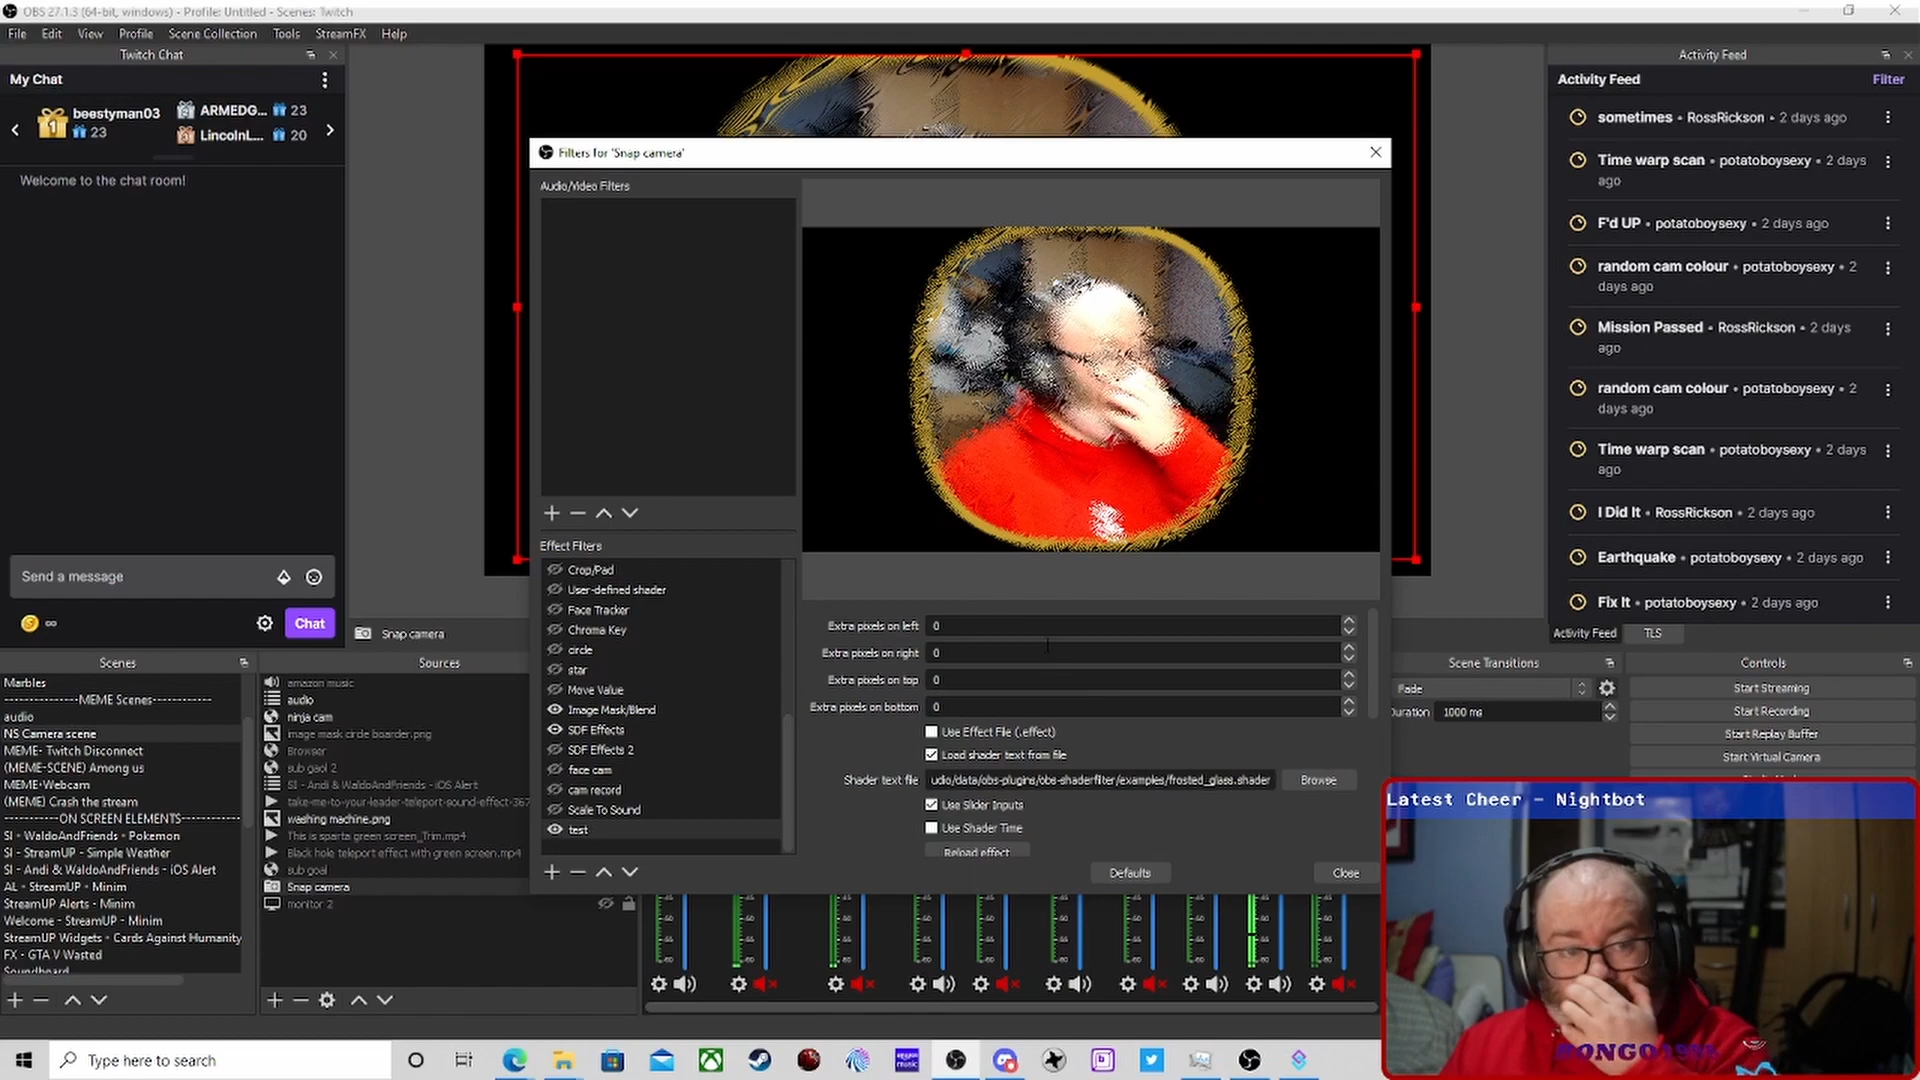 OBS 27.1.3 (64-bit, windows) - Profile: Untitled - Scenes: Twitch
File Edit View Profile Scene Collection Tools StreamFX Help
Twitch Chat
My Chat
beestyman03
23
ARMEDG... 23
LincolnL... 20
Welcome to the chat room!
Send a message
Chat
Snap camera
Filters for 'Snap camera'
Audio/Video Filters
Effect Filters
Crop/Pad
User-defined shader
Face Tracker
Chroma Key
circle
star
Move Value
Image Mask/Blend
SDF Effects
SDF Effects 2
face cam
cam record
Scale To Sound
test
Extra pixels on left 0
Extra pixels on right 0
Extra pixels on top 0
Extra pixels on bottom 0
Use Effect File (.effect)
Load shader text from file
Shader text file udio/data/obs-plugins/obs-shaderfilter/examples/frosted_glass.shader Browse
Use Slider Inputs
Use Shader Time
Reload effect
Defaults
Close
Activity Feed
Activity Feed Filter
sometimes • RossRickson • 2 days ago
Time warp scan • potatoboysexy • 2 days
ago
F'd UP • potatoboysexy • 2 days ago
random cam colour • potatoboysexy • 2
days ago
Mission Passed • RossRickson • 2 days
ago
random cam colour • potatoboysexy • 2
days ago
Time warp scan • potatoboysexy • 2 days
ago
I Did It • RossRickson • 2 days ago
Earthquake • potatoboysexy • 2 days ago
Fix It • potatoboysexy • 2 days ago
Activity Feed TLS
Scenes
Marbles
------------MEME Scenes------------
audio
NS Camera scene
MEME- Twitch Disconnect
(MEME-SCENE) Among us
MEME+Webcam
(MEME) Crash the stream
----------ON SCREEN ELEMENTS----------
SI • WaldoAndFriends • Pokemon
SI - StreamUP - Simple Weather
SI - Andi & WaldoAndFriends - iOS Alert
AL • StreamUP • Minim
StreamUP Alerts - Minim
Welcome - StreamUP - Minim
StreamUP Widgets • Cards Against Humanity
FX - GTA V Wasted
Soundboard
Sources
amazon music
audio
ninja cam
image mask circle boarder.png
Browser
sub gaol 2
SI - Andi & WaldoAndFriends - iOS Alert
take-me-to-your-leader-teleport-sound-effect-367
washing machine.png
This is sparta green screen_Trim.mp4
Black hole teleport effect with green screen.mp4
sub goal
Snap camera
monitor 2
Scene Transitions
Fade
Duration 1000 ms
Controls
Start Streaming
Start Recording
Start Replay Buffer
Start Virtual Camera
Latest Cheer - Nightbot
Type here to search
amazon music